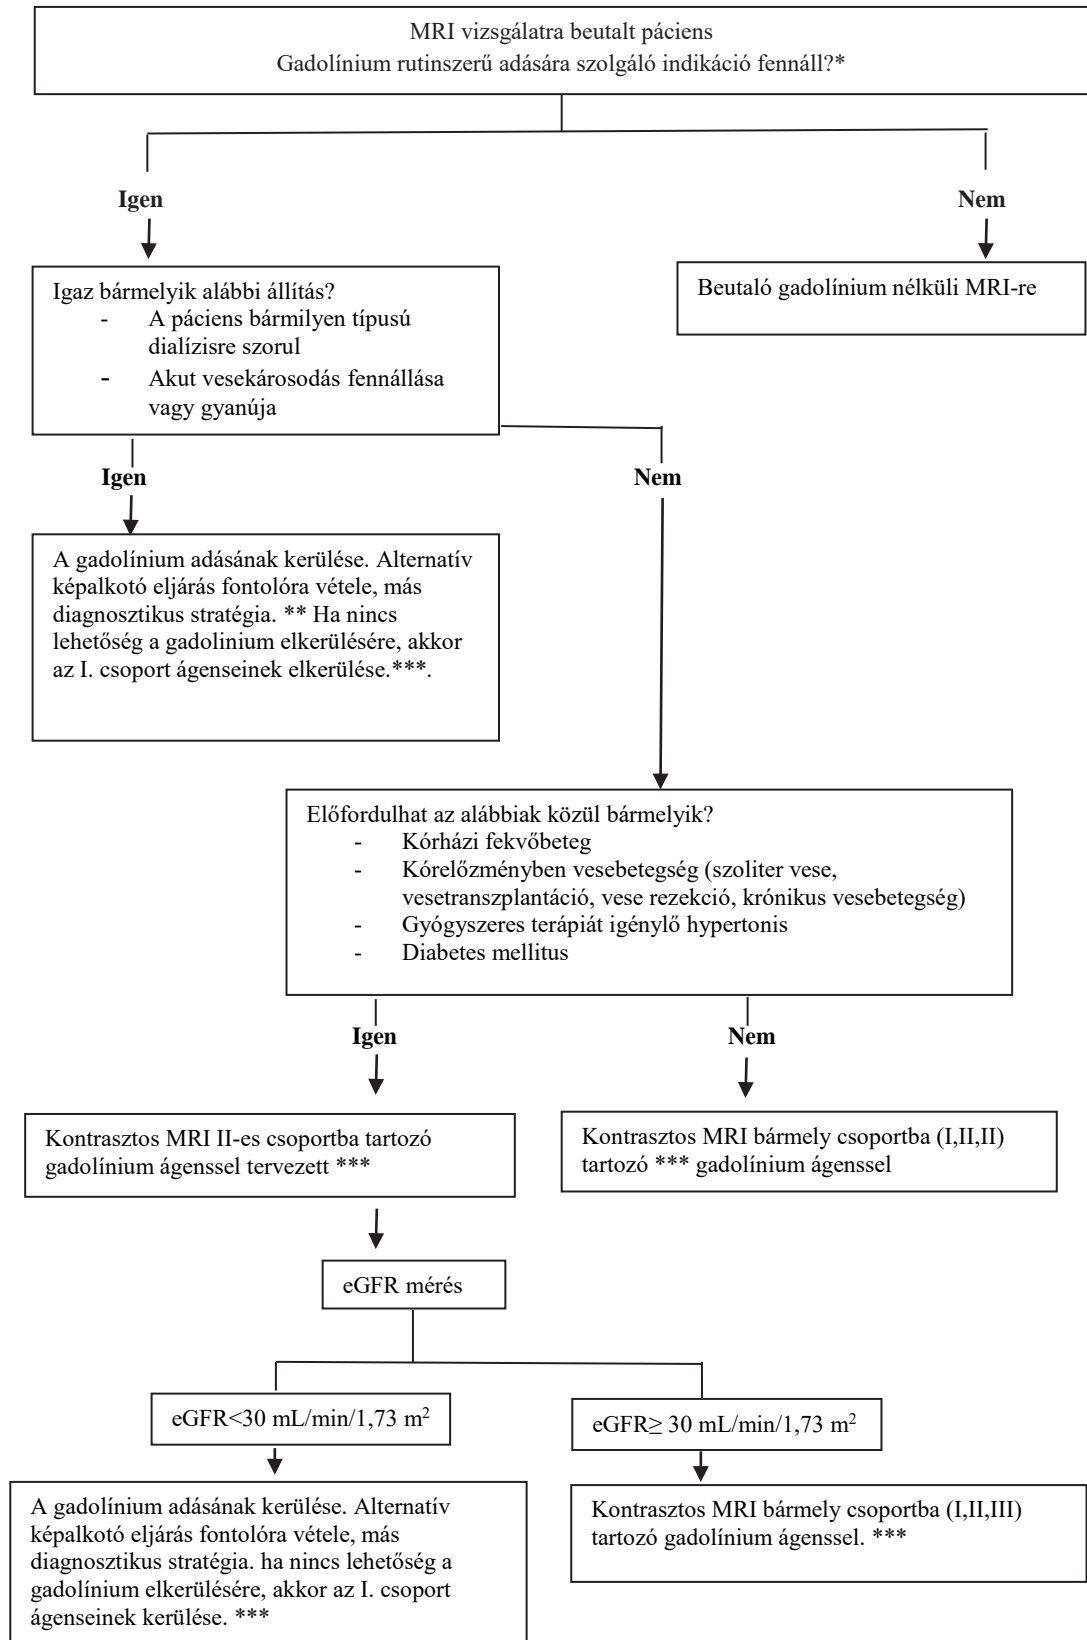 MRI vizsgálatra beutalt páciens
Gadolínium rutinszerű adására szolgáló indikáció fennáll?*
Igen
Nem
Igaz bármelyik alábbi állítás?
- A páciens bármilyen típusú
dialízisre szorul
- Akut vesekárosodás fennállása
vagy gyanúja
Beutaló gadolínium nélküli MRI-re
Igen
Nem
A gadolínium adásának kerülése. Alternatív
képalkotó eljárás fontolóra vétele, más
diagnosztikus stratégia. ** Ha nincs
lehetőség a gadolinium elkerülésére, akkor
az I. csoport ágenseinek elkerülése.***.
Előfordulhat az alábbiak közül bármelyik?
- Kórházi fekvőbeteg
- Kórelőzményben vesebetegség (szoliter vese,
vesetranszplantáció, vese rezekció, krónikus vesebetegség)
- Gyógyszeres terápiát igénylő hypertonis
- Diabetes mellitus
Igen
Nem
Kontrasztos MRI II-es csoportba tartozó
gadolínium ágenssel tervezett ***
Kontrasztos MRI bármely csoportba (I,II,II)
tartozó *** gadolínium ágenssel
eGFR mérés
eGFR<30 mL/min/1,73 m²
eGFR≥ 30 mL/min/1,73 m²
A gadolínium adásának kerülése. Alternatív
képalkotó eljárás fontolóra vétele, más
diagnosztikus stratégia. ha nincs lehetőség a
gadolínium elkerülésére, akkor az I. csoport
ágenseinek kerülése. ***
Kontrasztos MRI bármely csoportba (I,II,III)
tartozó gadolínium ágenssel. ***